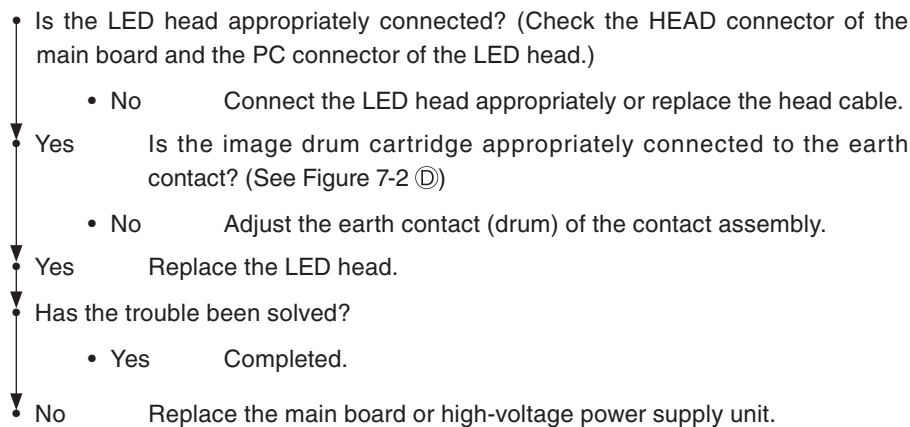 • Is the LED head appropriately connected? (Check the HEAD connector of the
main board and the PC connector of the LED head.)
• No Connect the LED head appropriately or replace the head cable.
• Yes Is the image drum cartridge appropriately connected to the earth
contact? (See Figure 7-2 Ⓓ)
• No Adjust the earth contact (drum) of the contact assembly.
• Yes Replace the LED head.
• Has the trouble been solved?
• Yes Completed.
• No Replace the main board or high-voltage power supply unit.